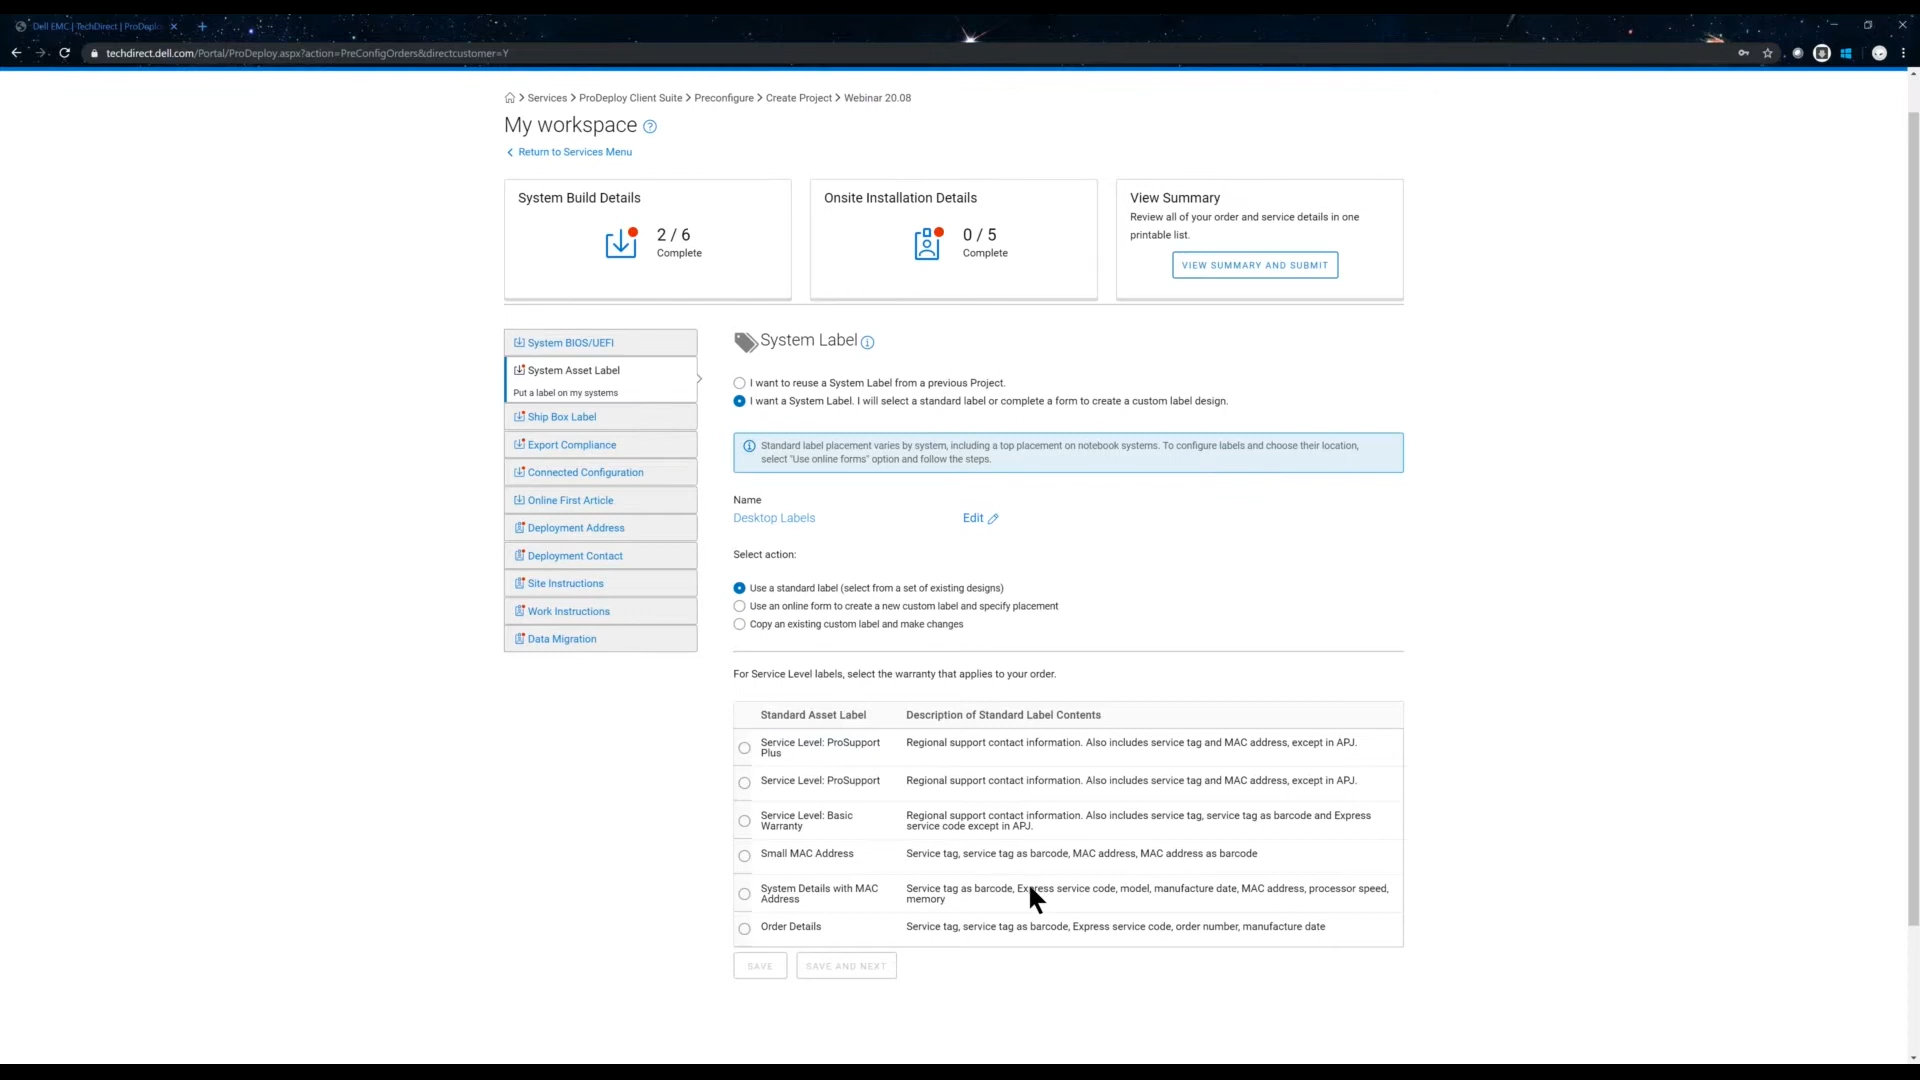 Dell EMC | TechDirect | ProDeplo
techdirect.dell.com/Portal/ProDeploy.aspx?action=PreConfigOrders&directcustomer=Y
> Services > ProDeploy Client Suite > Preconfigure > Create Project > Webinar 20.08
My workspace
Return to Services Menu
System Build Details
2 / 6
Complete
Onsite Installation Details
0 / 5
Complete
View Summary
Review all of your order and service details in one
printable list.
VIEW SUMMARY AND SUBMIT
System BIOS/UEFI
System Asset Label
Put a label on my systems
Ship Box Label
Export Compliance
Connected Configuration
Online First Article
Deployment Address
Deployment Contact
Site Instructions
Work Instructions
Data Migration
System Label
I want to reuse a System Label from a previous Project.
I want a System Label. I will select a standard label or complete a form to create a custom label design.
Standard label placement varies by system, including a top placement on notebook systems. To configure labels and choose their location,
select "Use online forms" option and follow the steps.
Name
Desktop Labels Edit
Select action:
Use a standard label (select from a set of existing designs)
Use an online form to create a new custom label and specify placement
Copy an existing custom label and make changes
For Service Level labels, select the warranty that applies to your order.
Standard Asset Label Description of Standard Label Contents
Service Level: ProSupport Plus Regional support contact information. Also includes service tag and MAC address, except in APJ.
Service Level: ProSupport Regional support contact information. Also includes service tag and MAC address, except in APJ.
Service Level: Basic Warranty Regional support contact information. Also includes service tag, service tag as barcode and Express service code except in APJ.
Small MAC Address Service tag, service tag as barcode, MAC address, MAC address as barcode
System Details with MAC Address Service tag as barcode, Express service code, model, manufacture date, MAC address, processor speed, memory
Order Details Service tag, service tag as barcode, Express service code, order number, manufacture date
SAVE SAVE AND NEXT